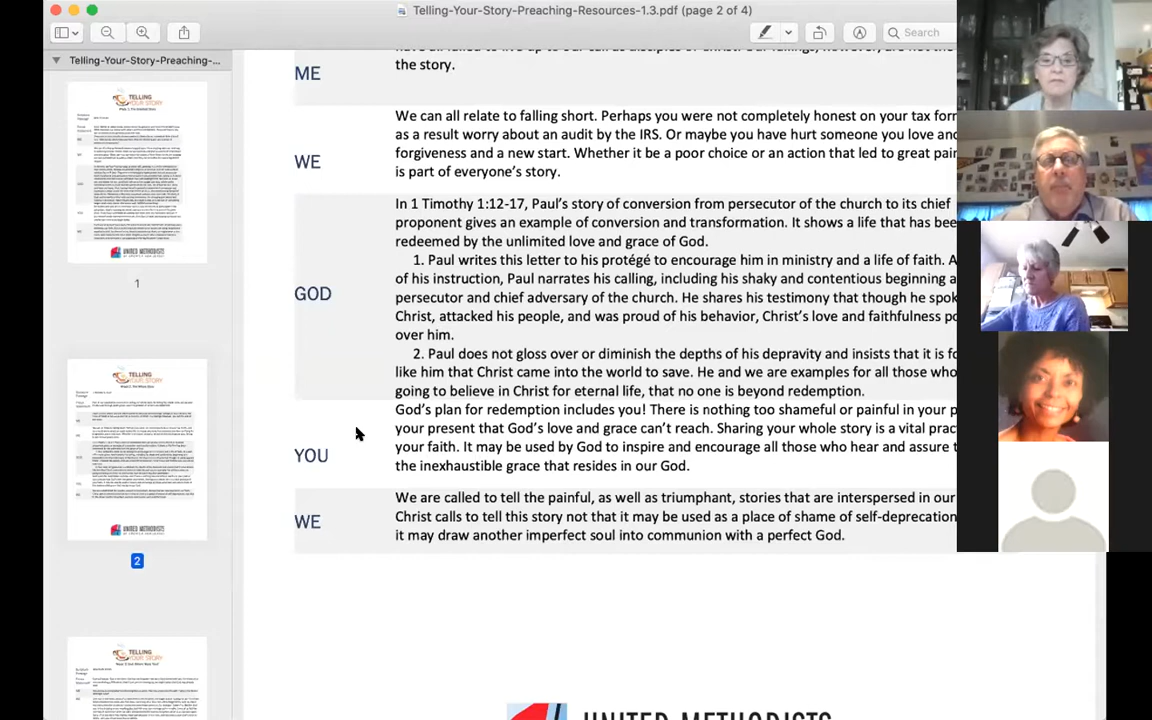 Telling-Your-Story-Preaching-Resources-1.3.pdf (page 2 of 4)
Search
Telling-Your-Story-Preaching-...
TELLING
YOUR STORY
UNITED METHODISTS
1
TELLING
YOUR STORY
UNITED METHODISTS
2
TELLING
YOUR STORY
ME
the story.
WE
We can all relate to falling short. Perhaps you were not completely honest on your tax for
as a result worry about an audit by the IRS. Or maybe you have hurt some you love and
forgiveness and a new start. Whether it be a poor choice or an action that led to great pain
is part of everyone's story.
GOD
In 1 Timothy 1:12-17, Paul's story of conversion from persecutor of the church to its chief
proponent gives an example of conversion and transformation. It shows a life that has bee
redeemed by the unlimited love and grace of God.
1. Paul writes this letter to his protégé to encourage him in ministry and a life of faith. A
of his instruction, Paul narrates his calling, including his shaky and contentious beginning a
persecutor and chief adversary of the church. He shares his testimony that though he spok
Christ, attacked his people, and was proud of his behavior, Christ's love and faithfulness po
over him.
2. Paul does not gloss over or diminish the depths of his depravity and insists that it is fo
like him that Christ came into the world to save. He and we are examples for all those who
going to believe in Christ for eternal life, that no one is beyond redemption.
YOU
God's plan for redemption includes you! There is nothing too shameful or painful in your p
your present that God's love and grace can't reach. Sharing your whole story is a vital prac
your faith. It may be used by God to inspire and encourage all those who hear and assure t
the inexhaustible grace that resides in our God.
WE
We are called to tell the painful, as well as triumphant, stories that are interspersed in our
Christ calls to tell this story not that it may be used as a place of shame of self-deprecation
it may draw another imperfect soul into communion with a perfect God.
UNITED METHODISTS